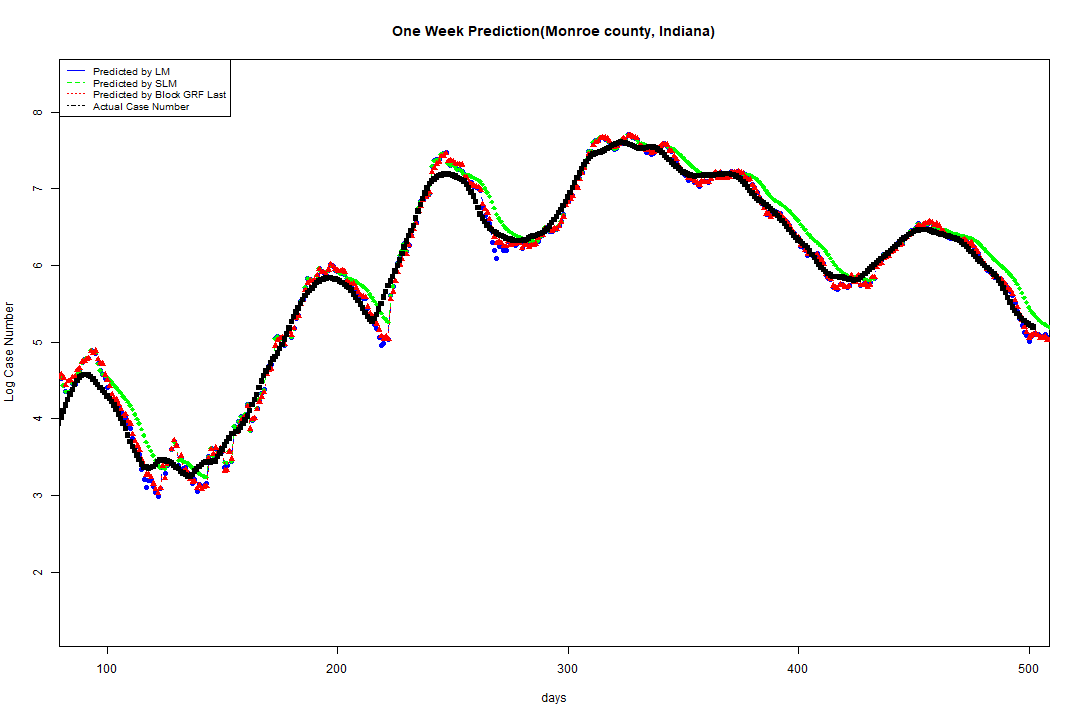 One Week Prediction(Monroe county, Indiana)
Predicted by LM
Predicted by SLM
Predicted by Block GRF Last
Actual Case Number
8
7
6
5
4
3
2
Log Case Number
100 200 300 400 500
days